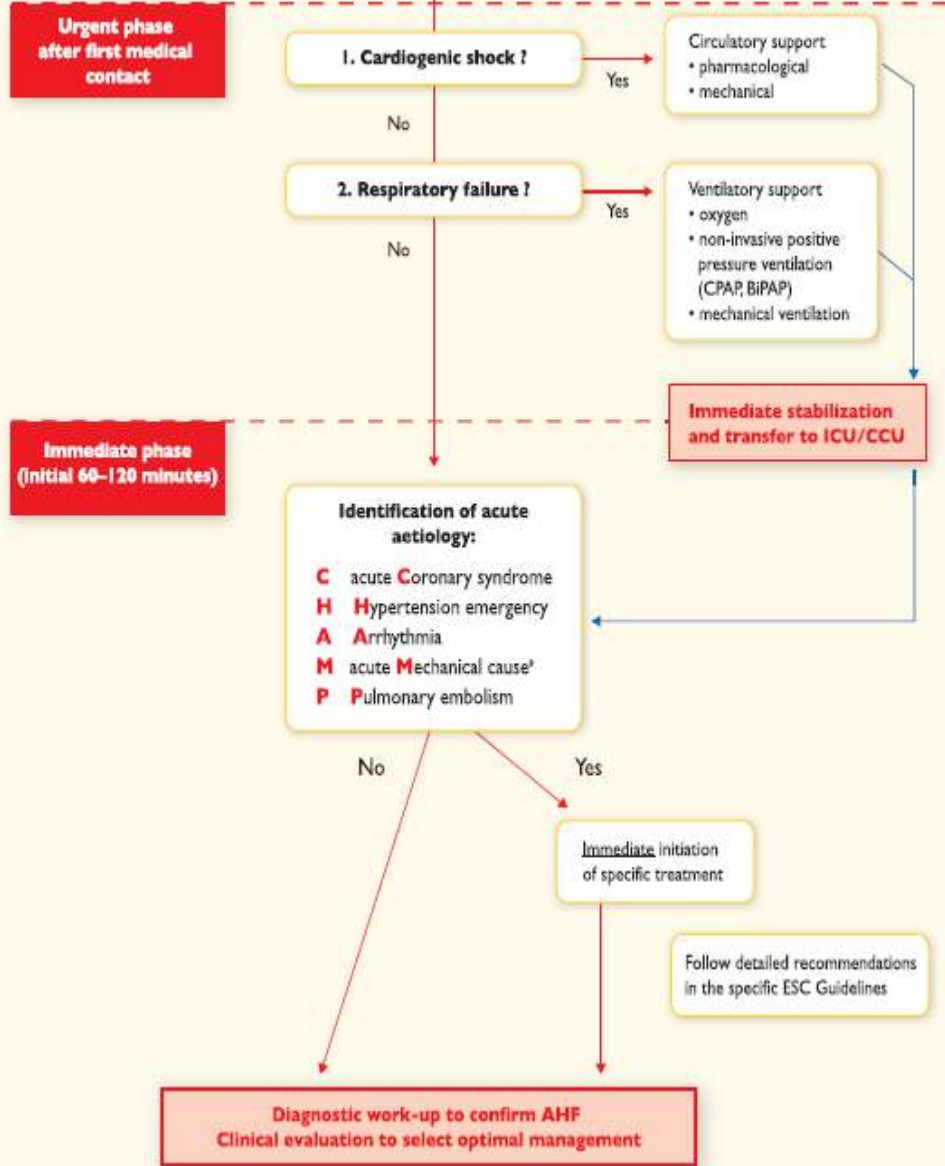 Urgent phase
after first medical
contact
1. Cardiogenic shock ?
Yes
Circulatory support
• pharmacological
• mechanical
No
2. Respiratory failure ?
Yes
Ventilatory support
• oxygen
• non-invasive positive
pressure ventilation
(CPAP, BiPAP)
• mechanical ventilation
No
Immediate stabilization
and transfer to ICU/CCU
Immediate phase
(initial 60–120 minutes)
Identification of acute
aetiology:
C acute Coronary syndrome
H Hypertension emergency
A Arrhythmia
M acute Mechanical causeª
P Pulmonary embolism
No
Yes
Immediate initiation
of specific treatment
Follow detailed recommendations
in the specific ESC Guidelines
Diagnostic work-up to confirm AHF
Clinical evaluation to select optimal management